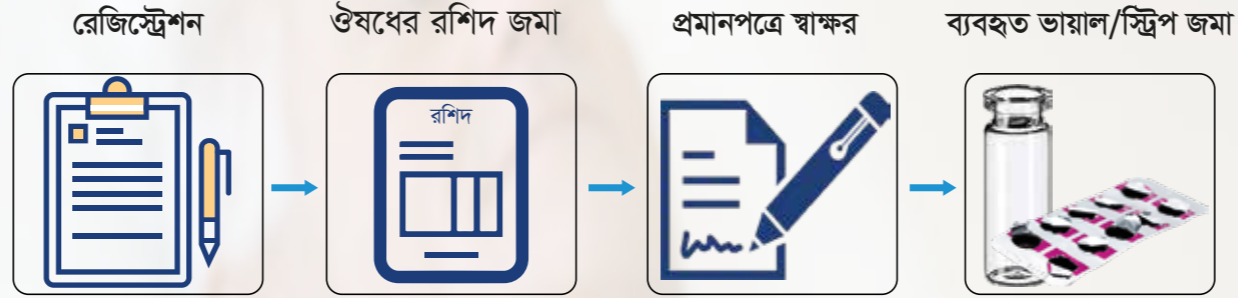 রেজিস্ট্রেশন
ঔষধের রশিদ জমা
প্রমানপত্রে স্বাক্ষর
ব্যবহৃত ভায়াল/স্ট্রিপ জমা
রশিদ